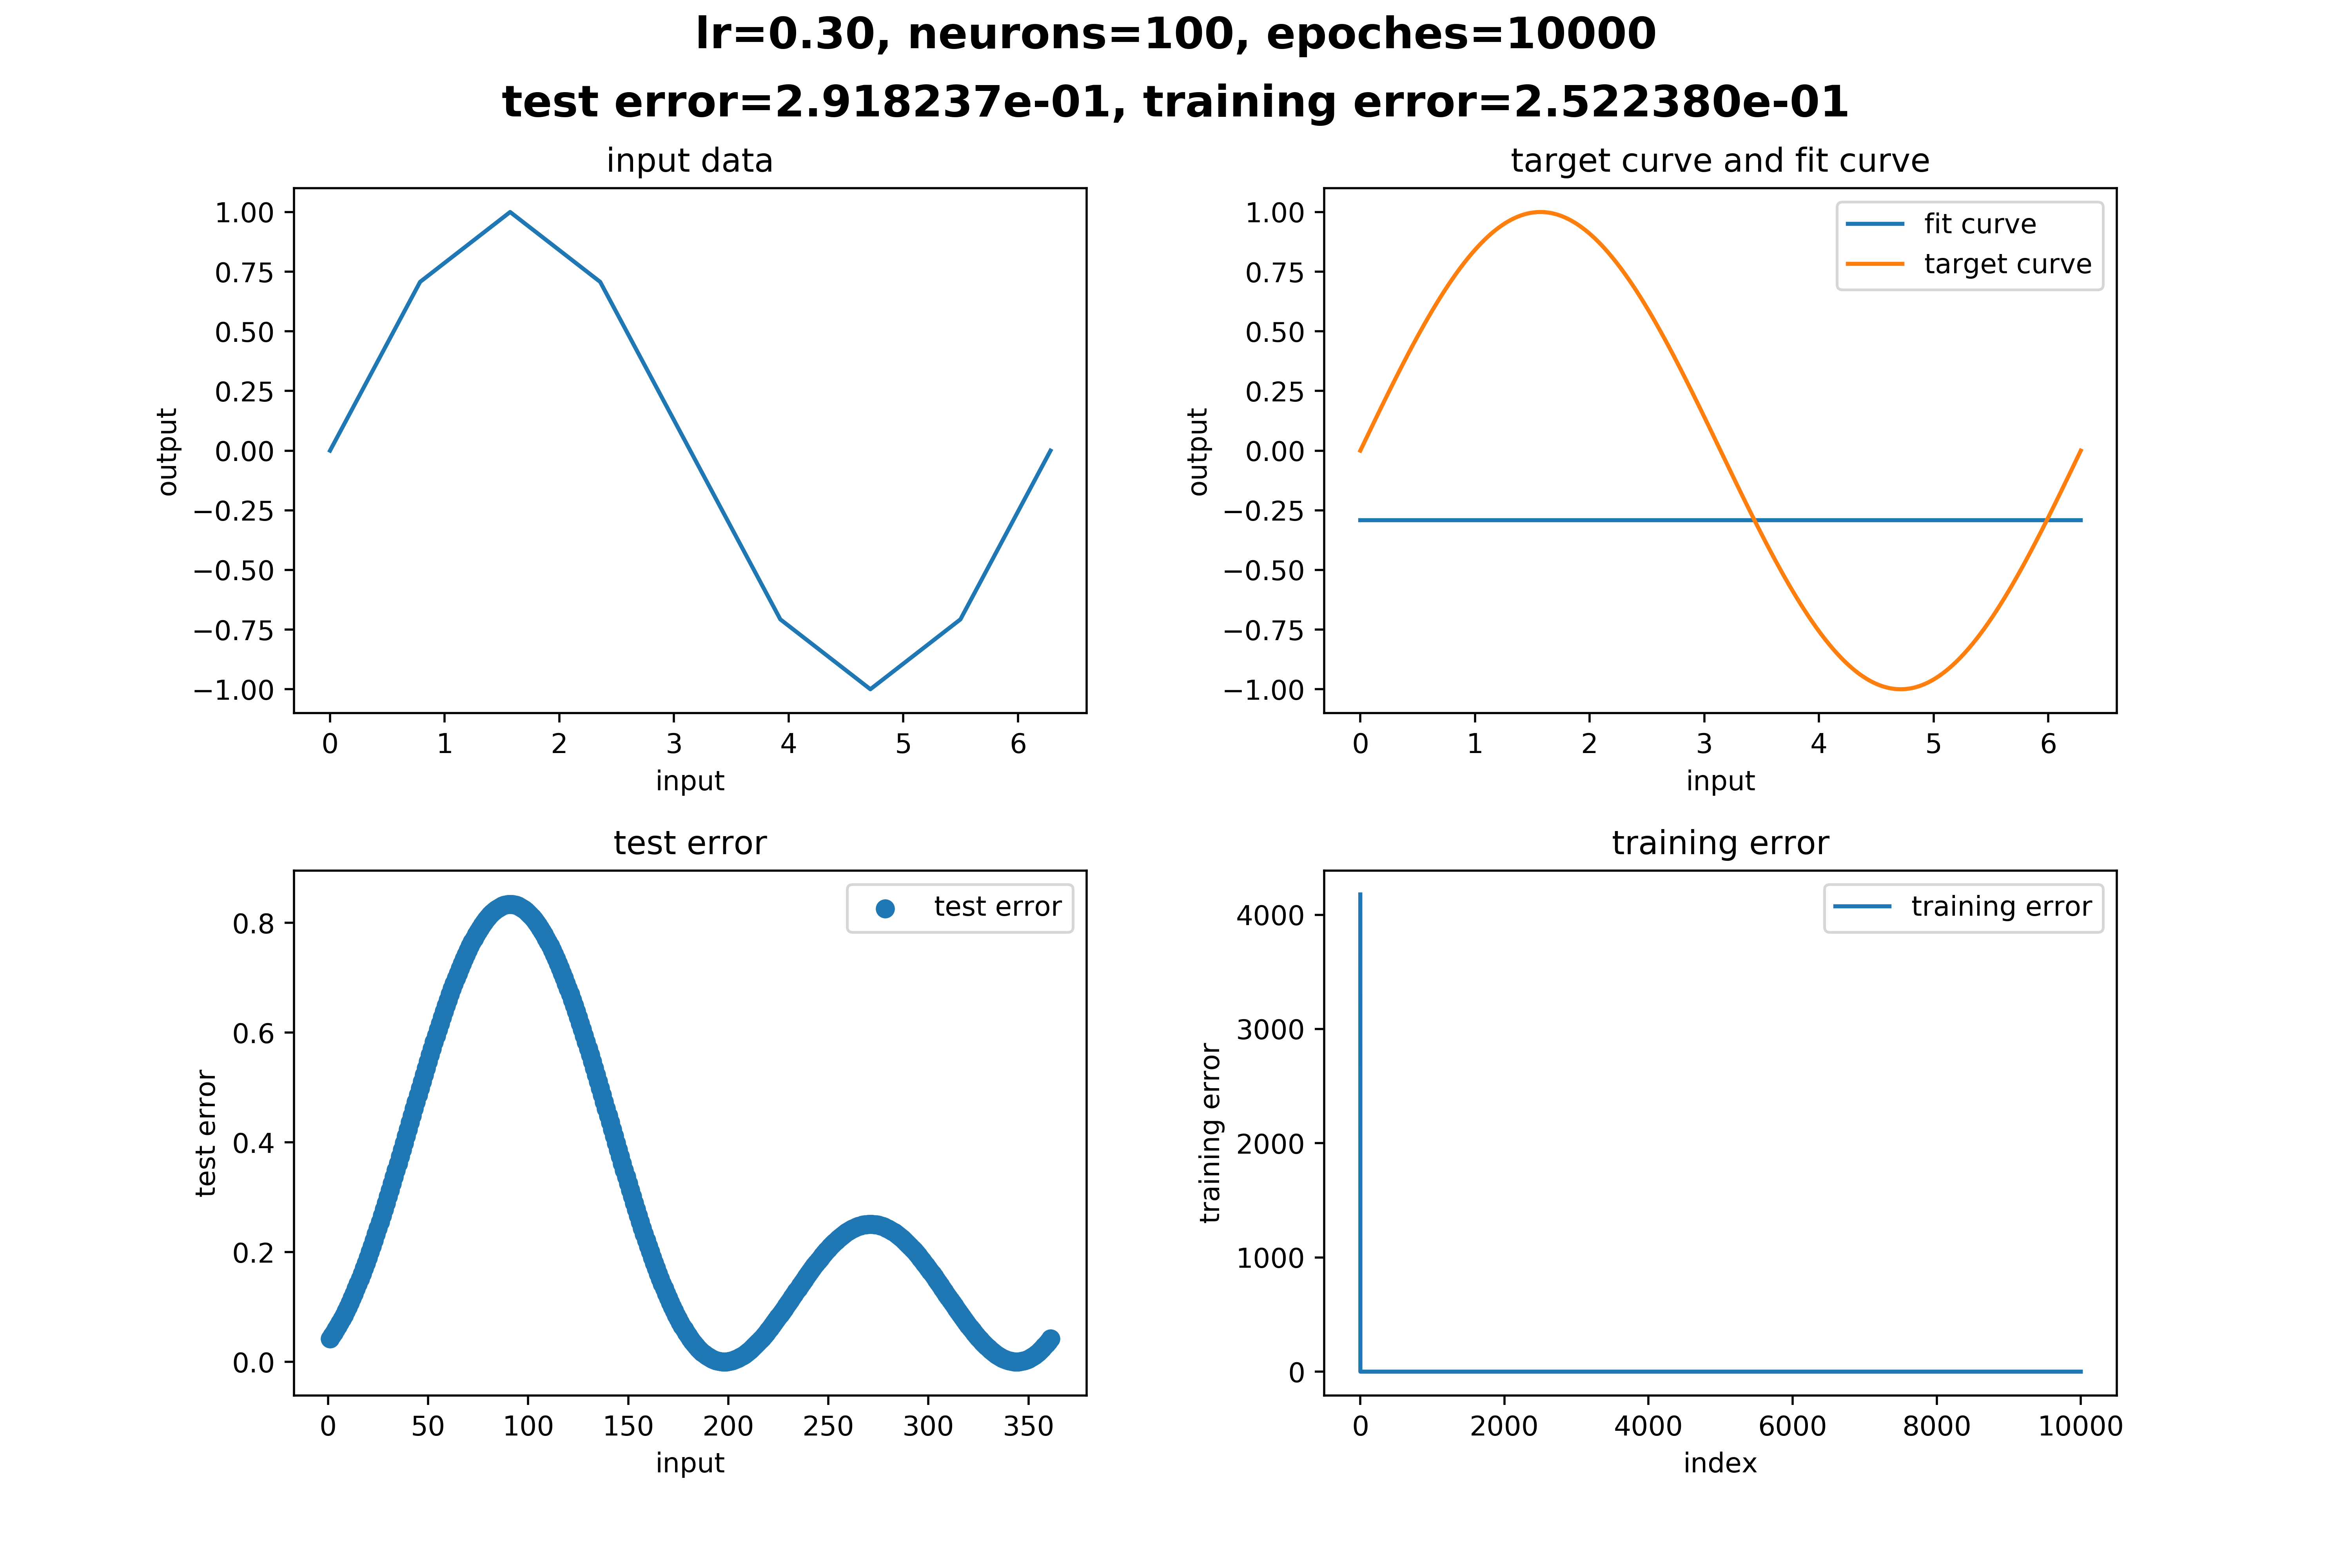 lr=0.30, neurons=100, epoches=10000
test error=2.918237e-01, training error=2.522380e-01
input data
1.00
0.75
0.50
0.25
0.00
−0.25
−0.50
−0.75
−1.00
output
0 1 2 3 4 5 6
input
target curve and fit curve
fit curve
target curve
1.00
0.75
0.50
0.25
0.00
−0.25
−0.50
−0.75
−1.00
output
0 1 2 3 4 5 6
input
test error
test error
0.8
0.6
0.4
0.2
0.0
test error
0 50 100 150 200 250 300 350
input
training error
training error
4000
3000
2000
1000
0
training error
0 2000 4000 6000 8000 10000
index